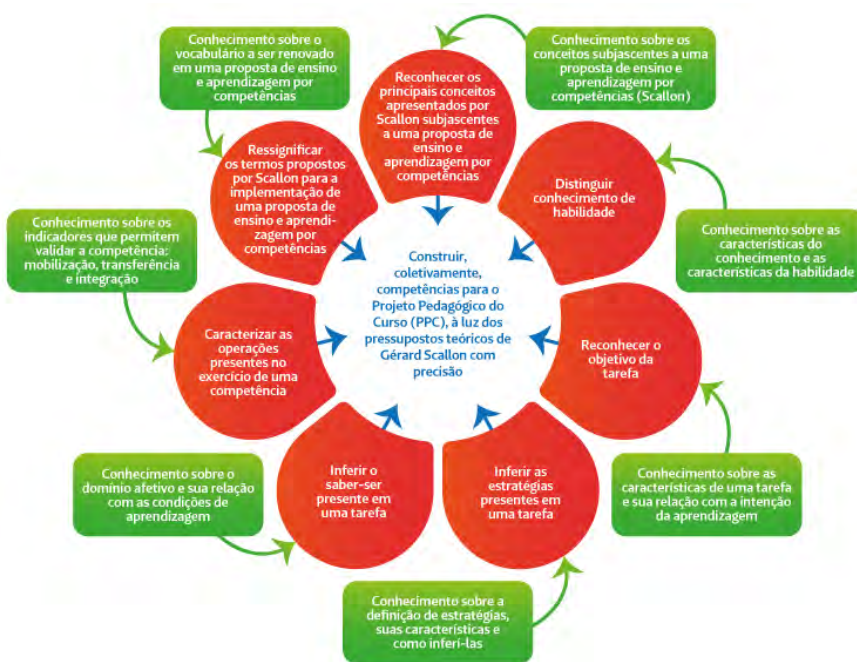 Conhecimento sobre o
vocabulário a ser renovado
em uma proposta de ensino
e aprendizagem por
competências
Reconhecer os
principais conceitos
apresentados por
Scallon subjascentes
a uma proposta de
ensino e
aprendizagem por
competências
Conhecimento sobre os
conceitos subjascentes a uma
proposta de ensino e
aprendizagem por
competências (Scallon)
Ressignificar
os termos propostos
por Scallon para a
implementação de
uma proposta de
ensino e aprendi-
zagem por
competências
Distinguir
conhecimento de
habilidade
Conhecimento sobre os
indicadores que permitem
validar a competência:
mobilização, transferência
e integração
Conhecimento sobre as
características do
conhecimento e as
características da habilidade
Construir,
coletivamente,
competências para o
Projeto Pedagógico do
Curso (PPC), à luz dos
pressupostos teóricos de
Gérard Scallon com
precisão
Caracterizar as
operações presentes no
exercício de uma
competência
Reconhecer o
objetivo da
tarefa
Conhecimento sobre o
domínio afetivo e sua relação
com as condições de
aprendizagem
Inferir o
saber-ser
presente em
uma tarefa
Inferir as
estratégias
presentes em
uma tarefa
Conhecimento sobre as
características de uma tarefa
e sua relação com a intenção
da aprendizagem
Conhecimento sobre a
definição de estratégias,
suas características e
como inferi-las